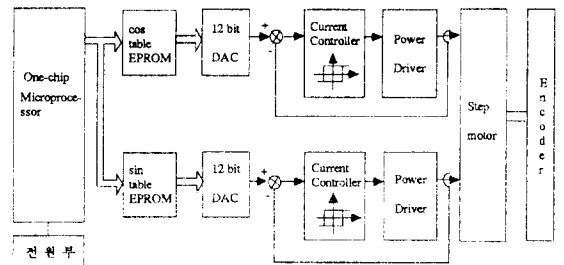 One-chip
Microproce-
ssor
전 원 부
cos
table
EPROM
12 bit
DAC
+
-
Current
Controller
Power
Driver
sin
table
EPROM
12 bit
DAC
+
-
Current
Controller
Power
Driver
Step
motor
E
n
c
o
d
e
r